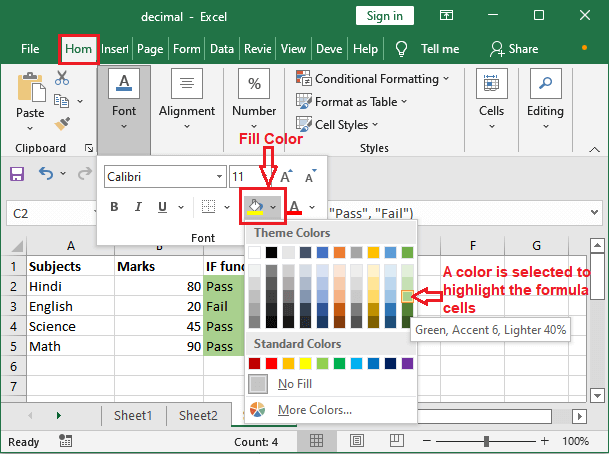 decimal - Excel
Sign in
File Hom Insert Page Form Data Revie View Deve Help Tell me Share
Paste
Clipboard
Font
Alignment
Number
Conditional Formatting
Format as Table
Cell Styles
Styles
Cells
Editing
Fill Color
Calibri 11
B I U A
Font
C2 "Pass", "Fail")
Theme Colors
A B F G
1 Subjects Marks IF fun
2 Hindi 80 Pass
3 English 20 Fail
4 Science 45 Pass
5 Math 90 Pass
6
7
A color is selected to
highlight the formula
cells
Green, Accent 6, Lighter 40%
Standard Colors
No Fill
More Colors...
Sheet1 Sheet2
Ready Count: 4 100%